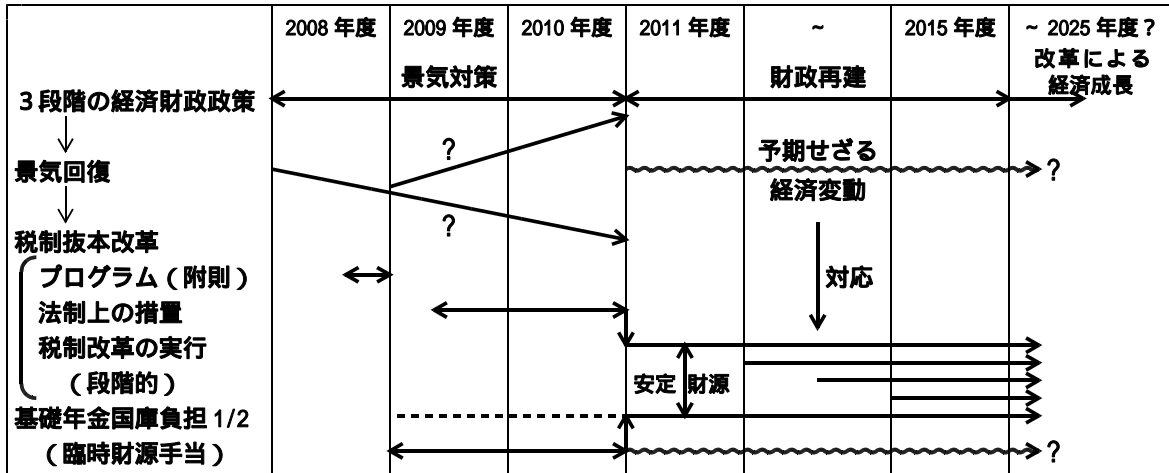 2008 年度 2009 年度 2010 年度 2011 年度 ~ 2015 年度 ~ 2025 年度？
景気対策 財政再建 改革による
経済成長
３段階の経済財政政策
? 予期せざる
景気回復 ?
経済変動
?
税制抜本改革
プログラム（附則） 対応
法制上の措置
税制改革の実行
（段階的） 安定 財源
基礎年金国庫負担 1/2
（臨時財源手当） ?